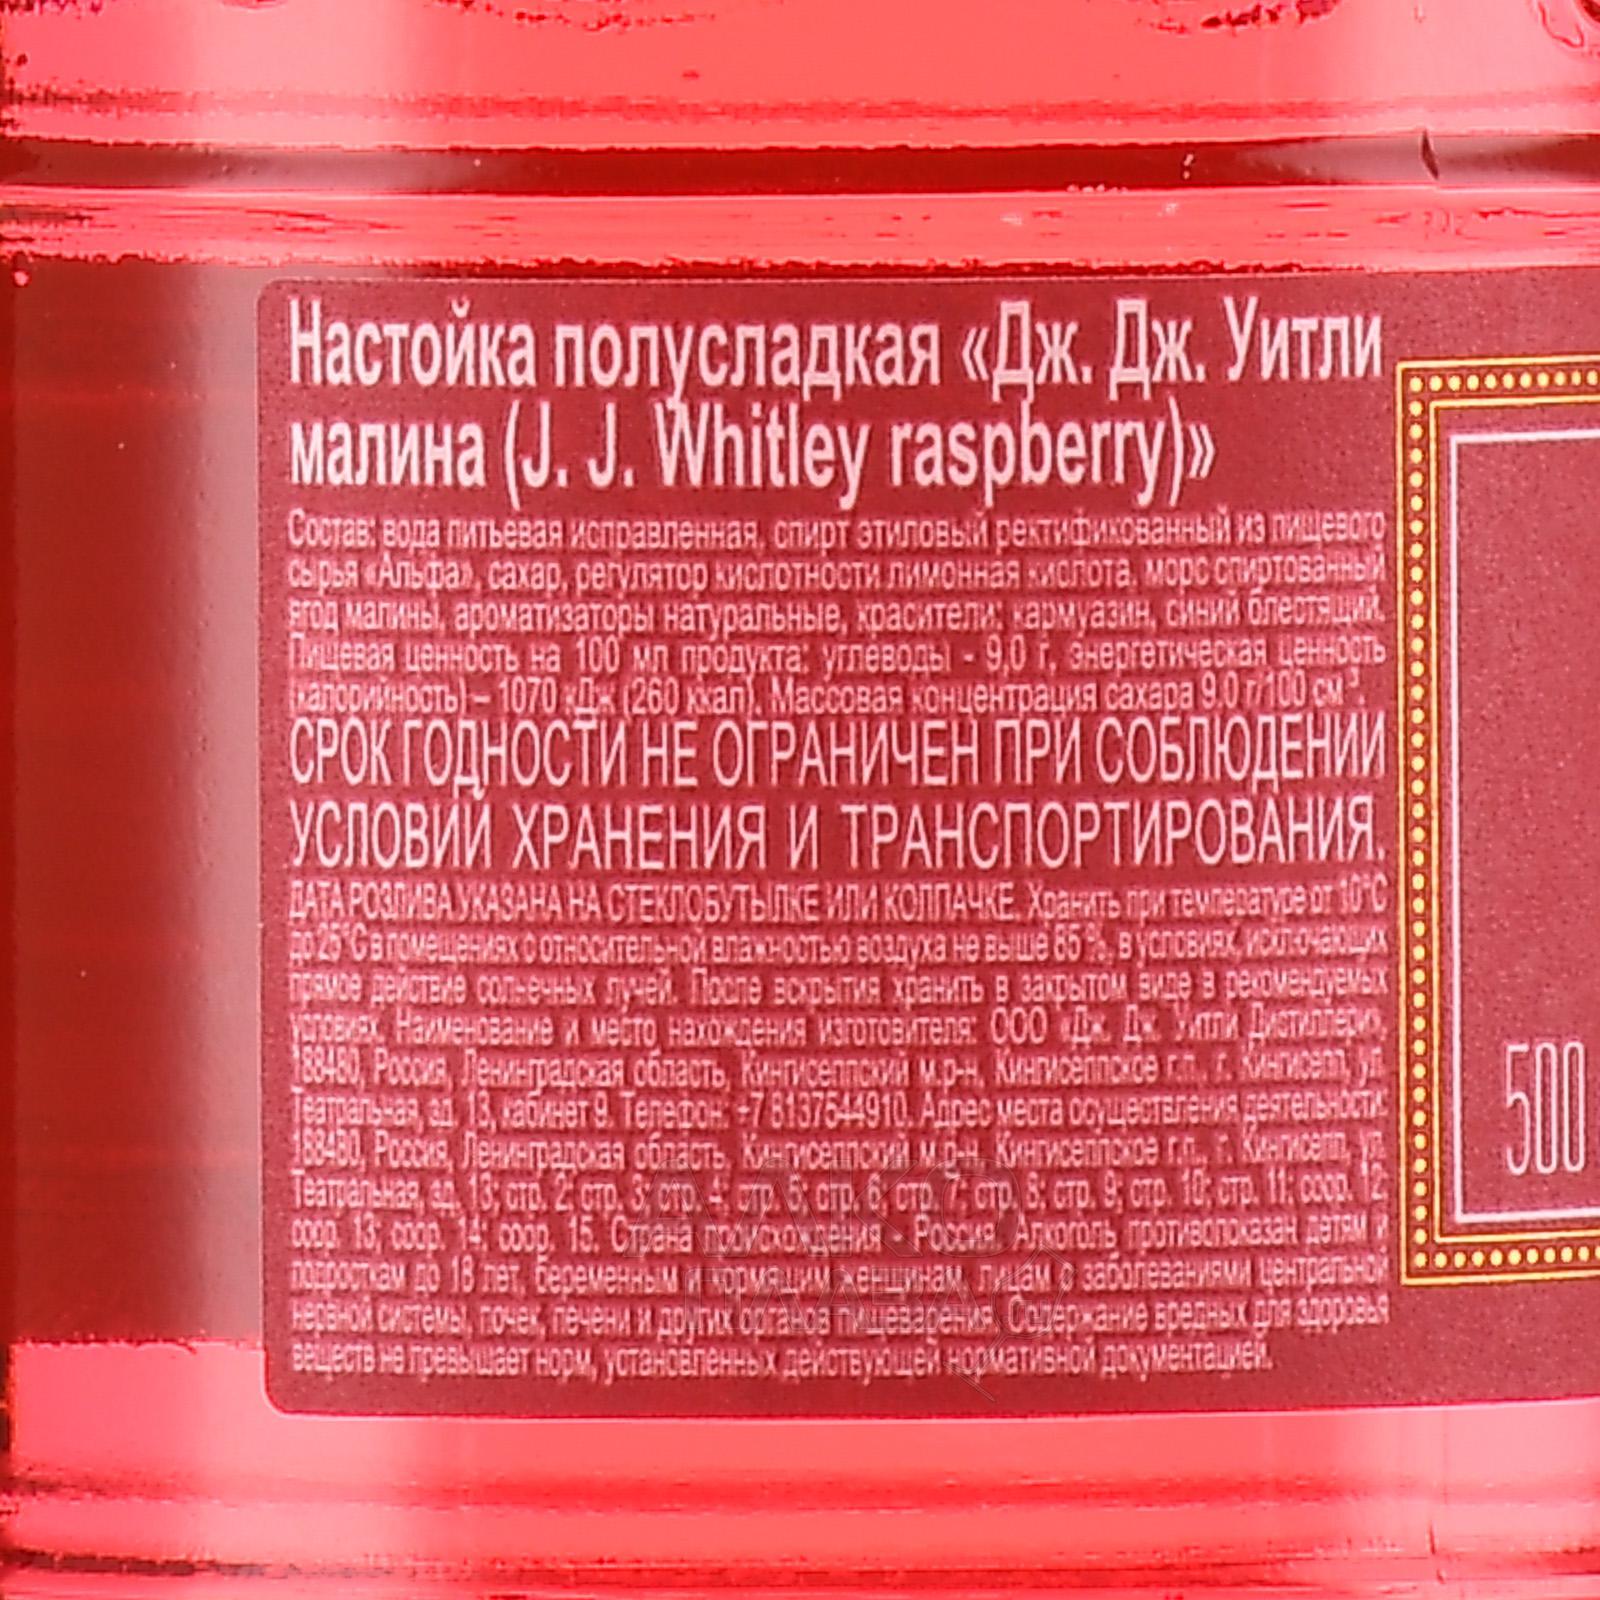 Настойка полусладкая «Дж. Дж. Уитли
малина (J. J. Whitley raspberry)»
Состав: вода питьевая исправленная, спирт этиловый ректификованный из пищевого
сырья «Альфа», сахар, регулятор кислотности лимонная кислота, морс спиртованный
ягод малины, ароматизаторы натуральные, красители: кармуазин, синий блестящий.
Пищевая ценность на 100 мл продукта: углеводы - 9,0 г, энергетическая ценность
(калорийность) – 1070 кДж (260 ккал). Массовая концентрация сахара 9.0 г/100 см³.
СРОК ГОДНОСТИ НЕ ОГРАНИЧЕН ПРИ СОБЛЮДЕНИИ
УСЛОВИЙ ХРАНЕНИЯ И ТРАНСПОРТИРОВАНИЯ.
ДАТА РОЗЛИВА УКАЗАНА НА СТЕКЛОБУТЫЛКЕ ИЛИ КОЛПАЧКЕ. Хранить при температуре от 10°С
до 25°С в помещениях с относительной влажностью воздуха не выше 85 %, в условиях, исключающих
прямое действие солнечных лучей. После вскрытия хранить в закрытом виде в рекомендуемых
условиях. Наименование и место нахождения изготовителя: ООО «Дж. Дж. Уитли Дистиллери»,
188480, Россия, Ленинградская область, Кингисеппский м.р-н, Кингисеппское г.п., г. Кингисепп, ул.
Театральная, зд. 13, кабинет 9. Телефон: +7 8137544910. Адрес места осуществления деятельности:
188480, Россия, Ленинградская область, Кингисеппский м.р-н, Кингисеппское г.п., г. Кингисепп, ул.
Театральная, зд. 13; стр. 2; стр. 3; стр. 4; стр. 5; стр. 6; стр. 7; стр. 8; стр. 9; стр. 10; стр. 11; соор. 12;
соор. 13; соор. 14; соор. 15. Страна происхождения - Россия. Алкоголь противопоказан детям и
подросткам до 18 лет, беременным и кормящим женщинам, лицам с заболеваниями центральной
нервной системы, почек, печени и других органов пищеварения. Содержание вредных для здоровья
веществ не превышает норм, установленных действующей нормативной документацией.
500
АЛКО
ПЛАЗА